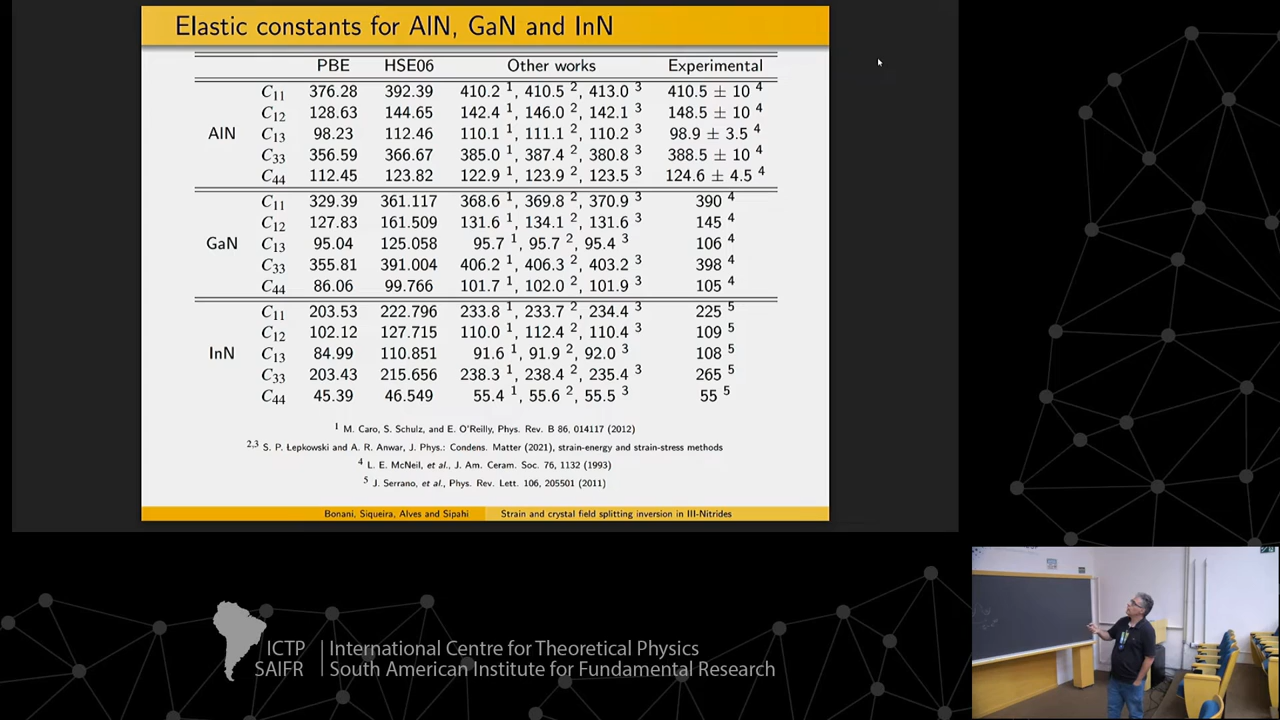 Elastic constants for AlN, GaN and InN
PBE HSE06 Other works Experimental
C11 376.28 392.39 410.2 1, 410.5 2, 413.0 3 410.5 ± 10 4
C12 128.63 144.65 142.4 1, 146.0 2, 142.1 3 148.5 ± 10 4
AlN C13 98.23 112.46 110.1 1, 111.1 2, 110.2 3 98.9 ± 3.5 4
C33 356.59 366.67 385.0 1, 387.4 2, 380.8 3 388.5 ± 10 4
C44 112.45 123.82 122.9 1, 123.9 2, 123.5 3 124.6 ± 4.5 4
C11 329.39 361.117 368.6 1, 369.8 2, 370.9 3 390 4
C12 127.83 161.509 131.6 1, 134.1 2, 131.6 3 145 4
GaN C13 95.04 125.058 95.7 1, 95.7 2, 95.4 3 106 4
C33 355.81 391.004 406.2 1, 406.3 2, 403.2 3 398 4
C44 86.06 99.766 101.7 1, 102.0 2, 101.9 3 105 4
C11 203.53 222.796 233.8 1, 233.7 2, 234.4 3 225 5
C12 102.12 127.715 110.0 1, 112.4 2, 110.4 3 109 5
InN C13 84.99 110.851 91.6 1, 91.9 2, 92.0 3 108 5
C33 203.43 215.656 238.3 1, 238.4 2, 235.4 3 265 5
C44 45.39 46.549 55.4 1, 55.6 2, 55.5 3 55 5
1 M. Caro, S. Schulz, and E. O'Reilly, Phys. Rev. B 86, 014117 (2012)
2,3 S. P. Łepkowski and A. R. Anwar, J. Phys.: Condens. Matter (2021), strain-energy and strain-stress methods
4 L. E. McNeil, et al., J. Am. Ceram. Soc. 76, 1132 (1993)
5 J. Serrano, et al., Phys. Rev. Lett. 106, 205501 (2011)
Bonani, Siqueira, Alves and Sipahi Strain and crystal field splitting inversion in III-Nitrides
ICTP International Centre for Theoretical Physics
SAIFR South American Institute for Fundamental Research